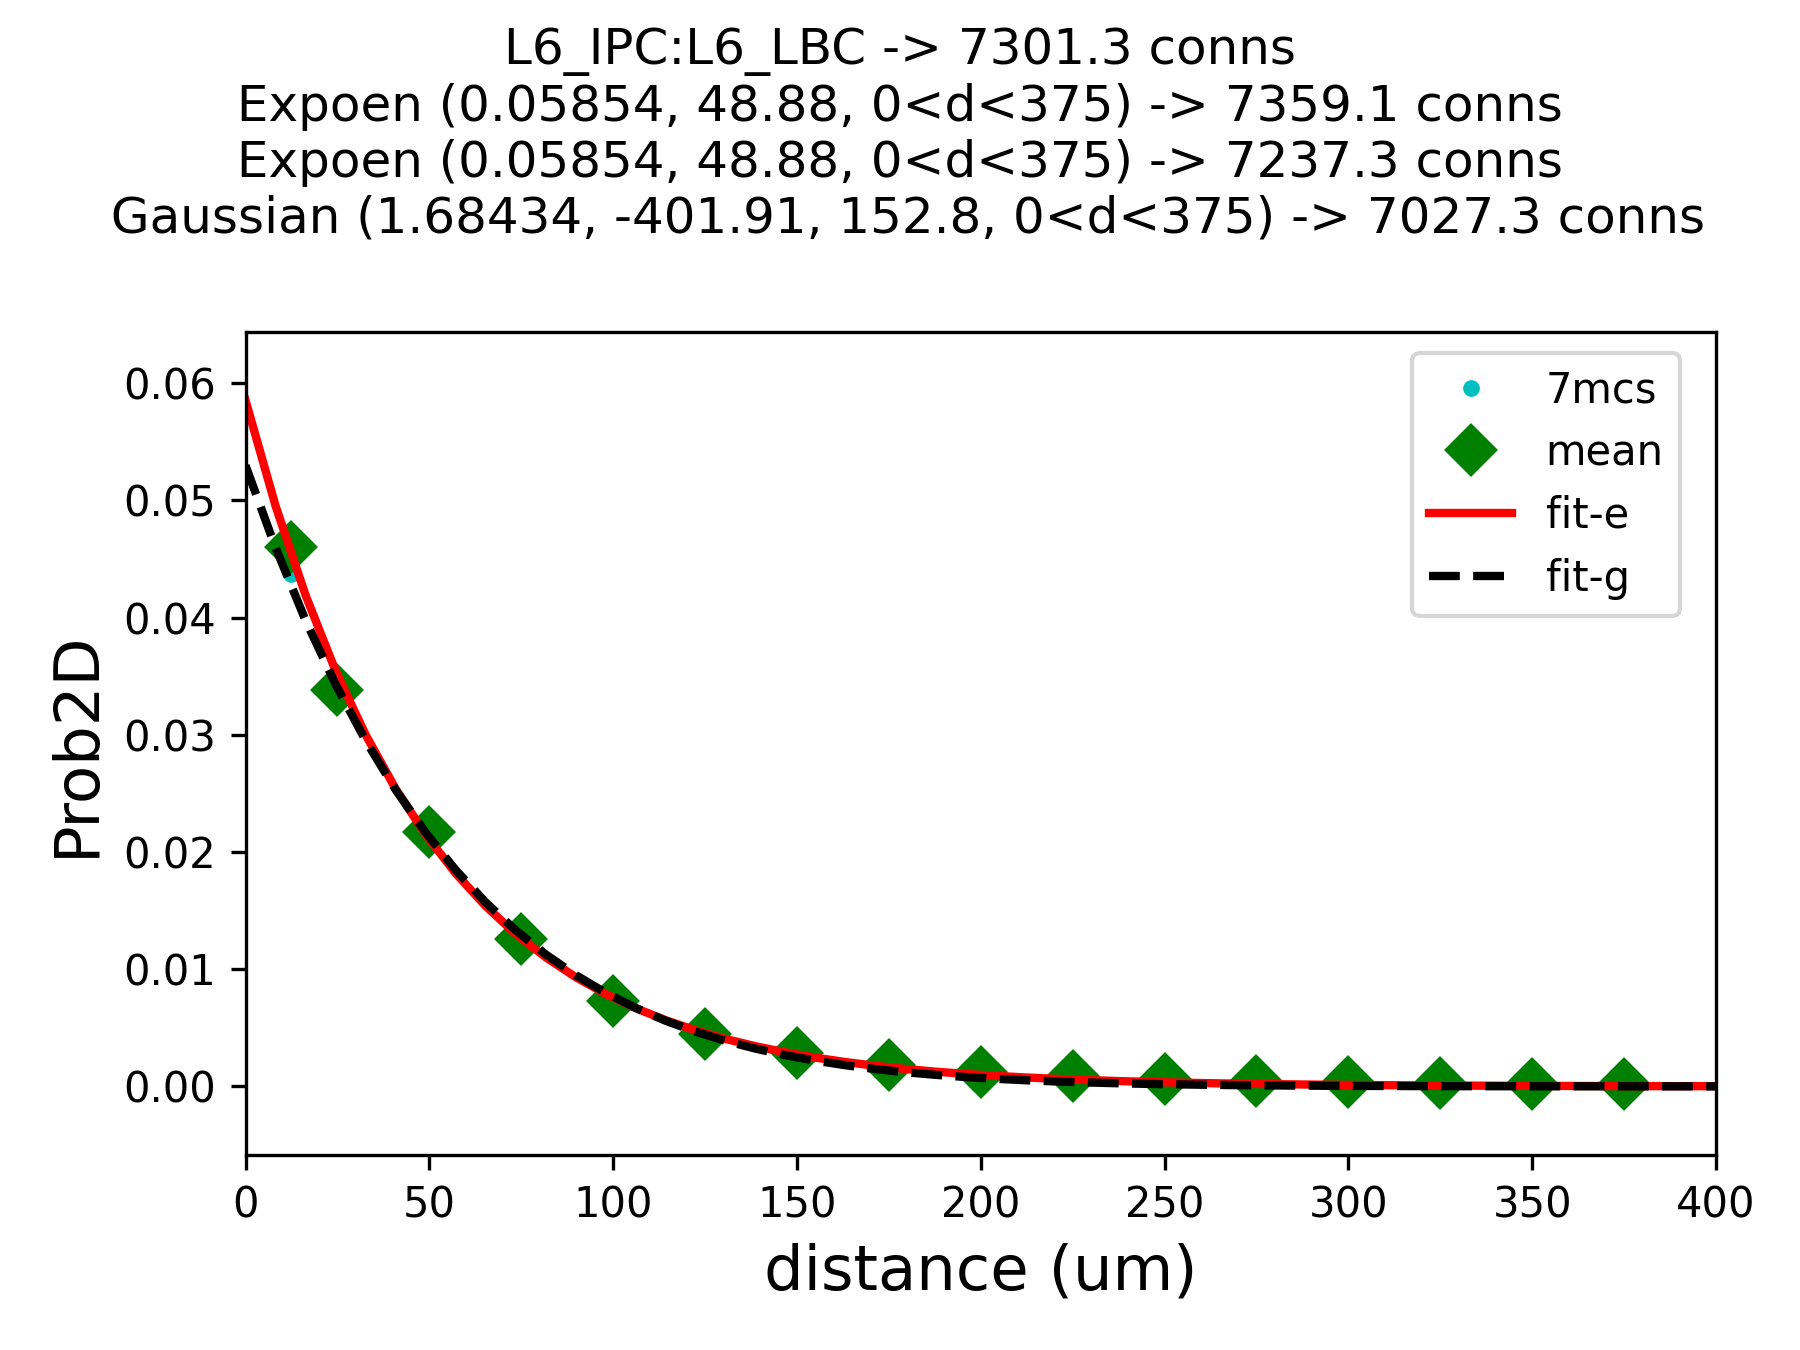 L6_IPC:L6_LBC -> 7301.3 conns
Expoen (0.05854, 48.88, 0<d<375) -> 7359.1 conns
Expoen (0.05854, 48.88, 0<d<375) -> 7237.3 conns
Gaussian (1.68434, -401.91, 152.8, 0<d<375) -> 7027.3 conns
7mcs
mean
fit-e
fit-g
Prob2D
0.06
0.05
0.04
0.03
0.02
0.01
0.00
0 50 100 150 200 250 300 350 400
distance (um)